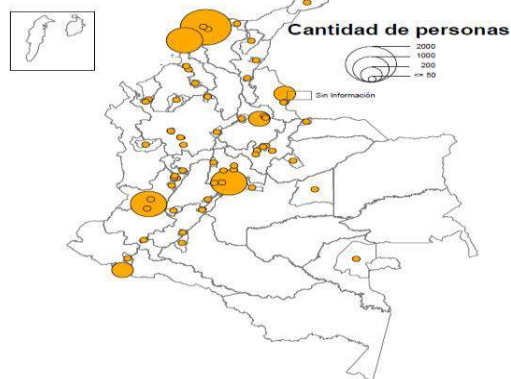 Cantidad de personas
2000
1000
200
<= 50
Sin Información